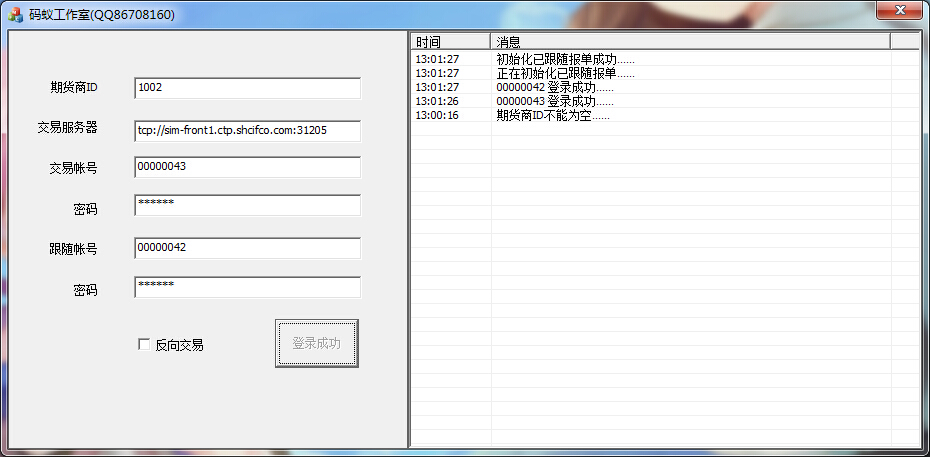 码蚁工作室(QQ86708160)
期货商ID 1002
交易服务器 tcp://sim-front1.ctp.shcifco.com:31205
交易帐号 00000043
密码 ******
跟随帐号 00000042
密码 ******
反向交易 登录成功
时间 消息
13:01:27 初始化已跟随报单成功......
13:01:27 正在初始化已跟随报单......
13:01:27 00000042 登录成功......
13:01:26 00000043 登录成功......
13:00:16 期货商ID不能为空......